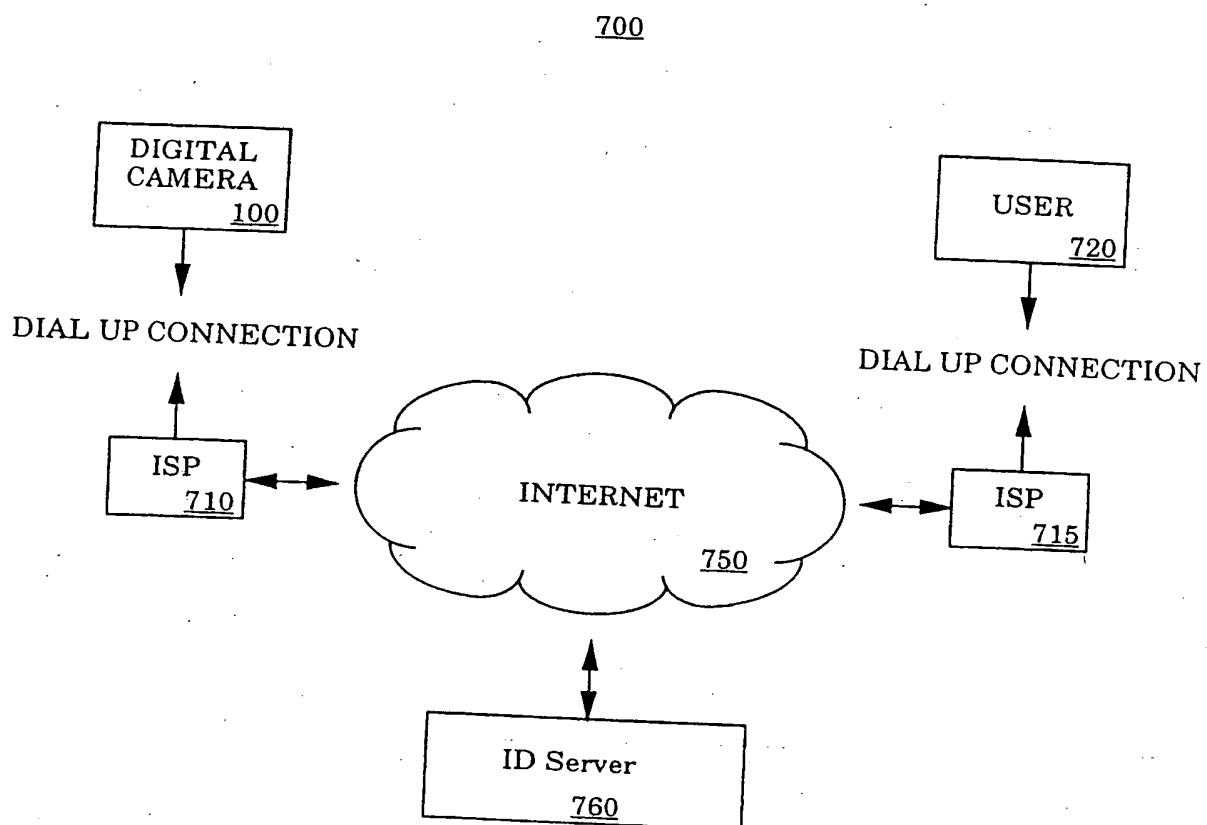 700
DIGITAL
CAMERA
100
USER
720
DIAL UP CONNECTION
DIAL UP CONNECTION
ISP
710
INTERNET
750
ISP
715
ID Server
760